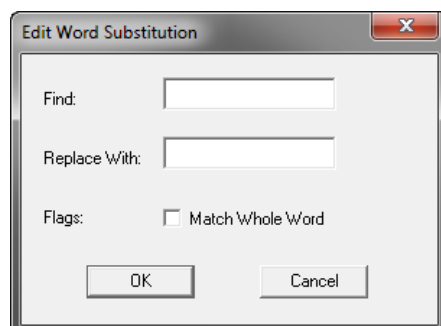 Edit Word Substitution
Find:
Replace With:
Flags: Match Whole Word
OK Cancel